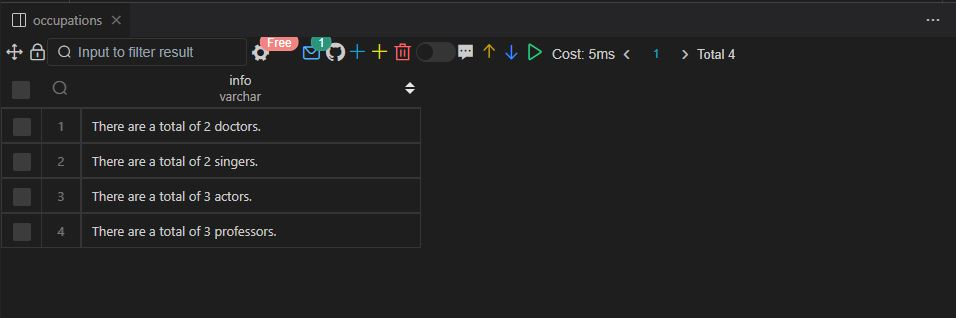 occupations
Input to filter result Free 1 Cost: 5ms 1 Total 4
info
varchar
1 There are a total of 2 doctors.
2 There are a total of 2 singers.
3 There are a total of 3 actors.
4 There are a total of 3 professors.